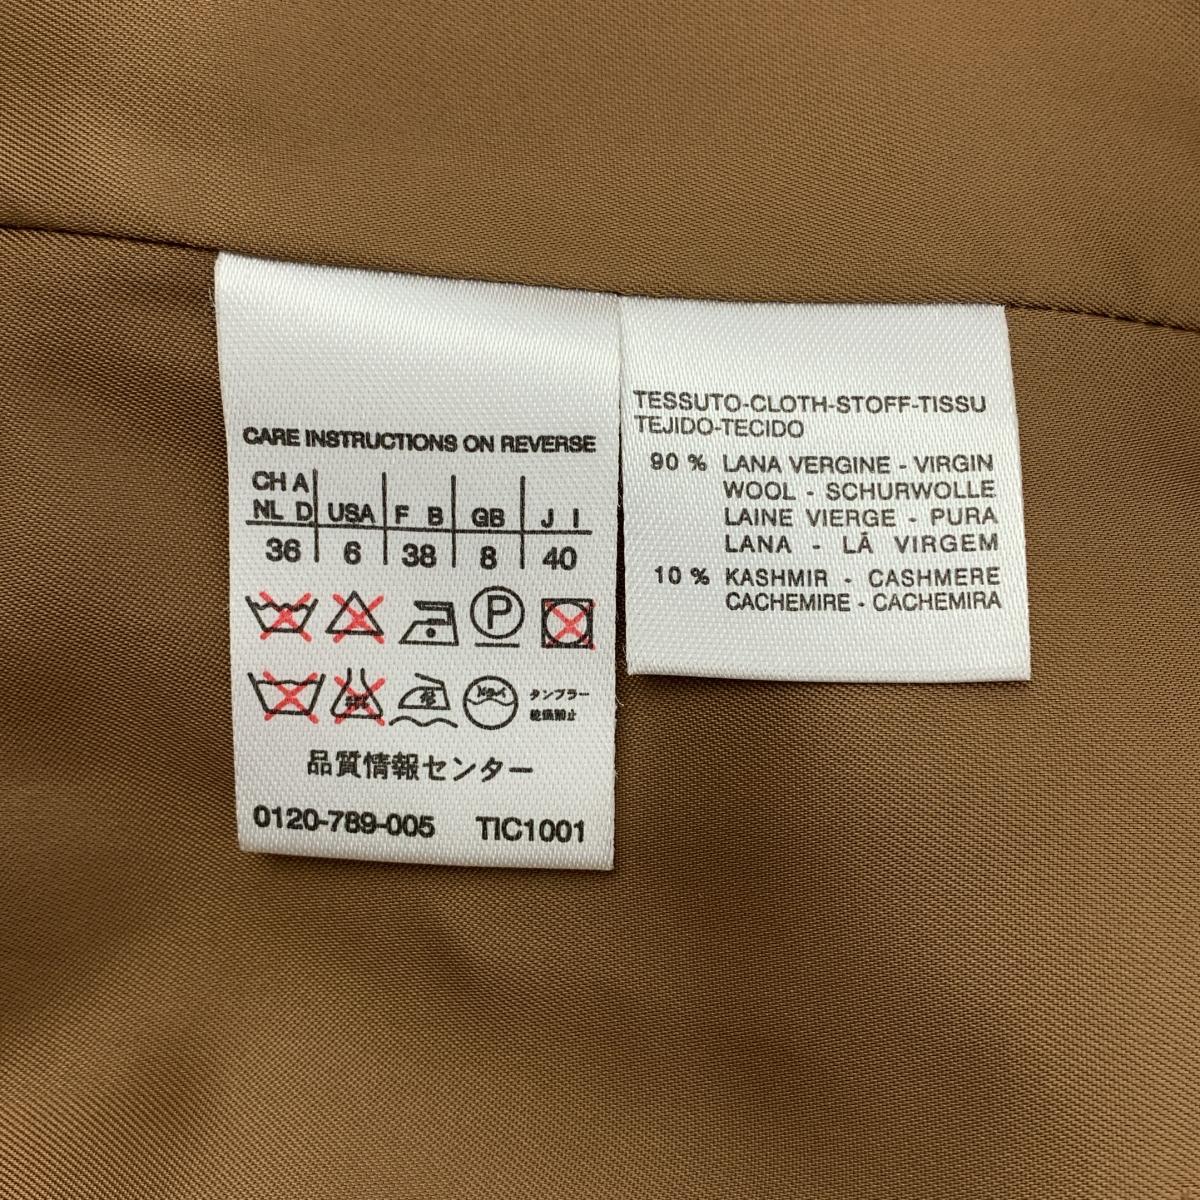 CARE INSTRUCTIONS ON REVERSE
CH A
NL D USA F B GB J I
36 6 38 8 40
P
ドライ タンブラー
乾燥禁止
品質情報センター
0120-789-005 TIC1001
TESSUTO-CLOTH-STOFF-TISSU
TEJIDO-TECIDO
90 % LANA VERGINE - VIRGIN
WOOL - SCHURWOLLE
LAINE VIERGE - PURA
LANA - LÃ VIRGEM
10 % KASHMIR - CASHMERE
CACHEMIRE - CACHEMIRA